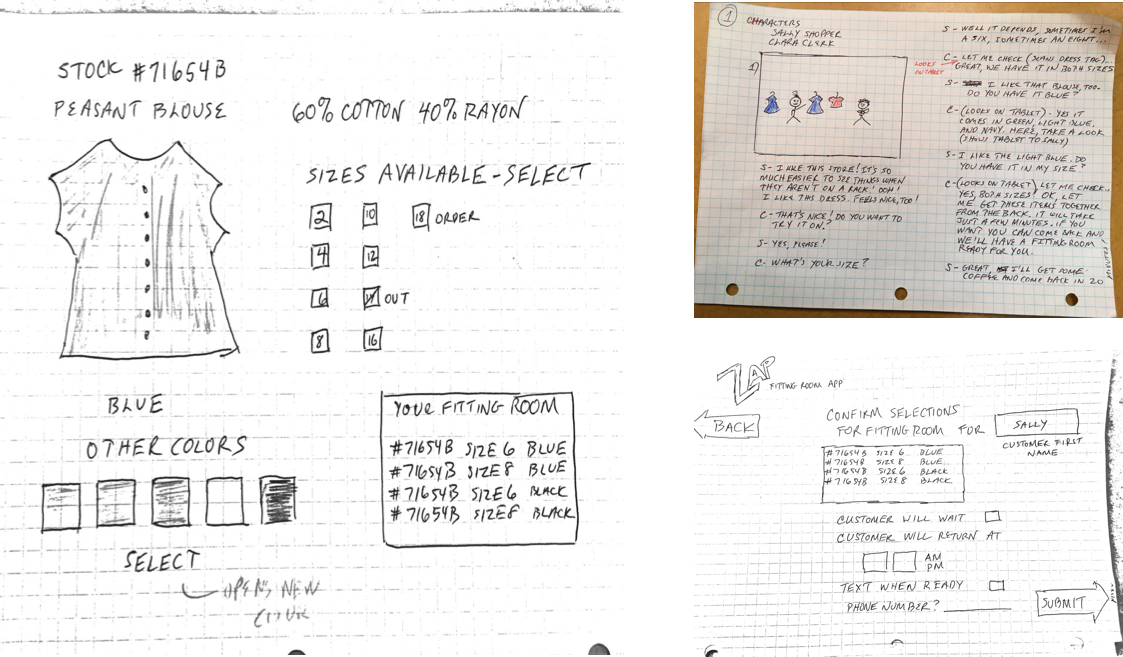 STOCK #71654B
PEASANT BLOUSE
60% COTTON 40% RAYON
SIZES AVAILABLE - SELECT
2 10 18 ORDER
4 12
6 14 OUT
8 16
BLUE
OTHER COLORS
SELECT
OPENS NEW
YOUR FITTING ROOM
#71654B SIZE 6 BLUE
#71654B SIZE 8 BLUE
#71654B SIZE 6 BLACK
#71654B SIZE 8 BLACK
1
CHARACTERS
SALLY SHOPPER
CLARA CLERK
1)
S - I LIKE THIS STORE! IT'S SO
MUCH EASIER TO SEE THINGS WHEN
THEY AREN'T ON A RACK! OOH!
I LIKE THIS DRESS. FEELS NICE, TOO!
C - THAT'S NICE! DO YOU WANT TO
TRY IT ON?
S - YES, PLEASE!
C - WHAT'S YOUR SIZE?
S - WELL IT DEPENDS, SOMETIMES I'M
A SIX, SOMETIMES AN EIGHT...
LOOKS
ON TABLET
C - LET ME CHECK (SCANS DRESS TAG)...
GREAT, WE HAVE IT IN BOTH SIZES
S - I LIKE THAT BLOUSE, TOO.
DO YOU HAVE IT BLUE?
C - (LOOKS ON TABLET) - YES IT
COMES IN GREEN, LIGHT BLUE,
AND NAVY. HERE, TAKE A LOOK
(SHOWS TABLET TO SALLY)
S - I LIKE THE LIGHT BLUE. DO
YOU HAVE IT IN MY SIZE?
C - (LOOKS ON TABLET) LET ME CHECK..
YES, BOTH SIZES! OK, LET
ME GET THESE ITEMS TOGETHER
FROM THE BACK. IT WILL TAKE
JUST A FEW MINUTES. IF YOU
WANT YOU CAN COME BACK AND
WE'LL HAVE A FITTING ROOM
READY FOR YOU.
S - GREAT, I'LL GET SOME
COFFEE AND COME BACK IN 20
ZAP
FITTING ROOM APP
BACK
CONFIRM SELECTIONS
FOR FITTING ROOM FOR
SALLY
CUSTOMER FIRST
NAME
#71654B SIZE 6 BLUE
#71654B SIZE 8 BLUE
#71654B SIZE 6 BLACK
#71654B SIZE 8 BLACK
CUSTOMER WILL WAIT
CUSTOMER WILL RETURN AT
AM
PM
TEXT WHEN READY
PHONE NUMBER?
SUBMIT